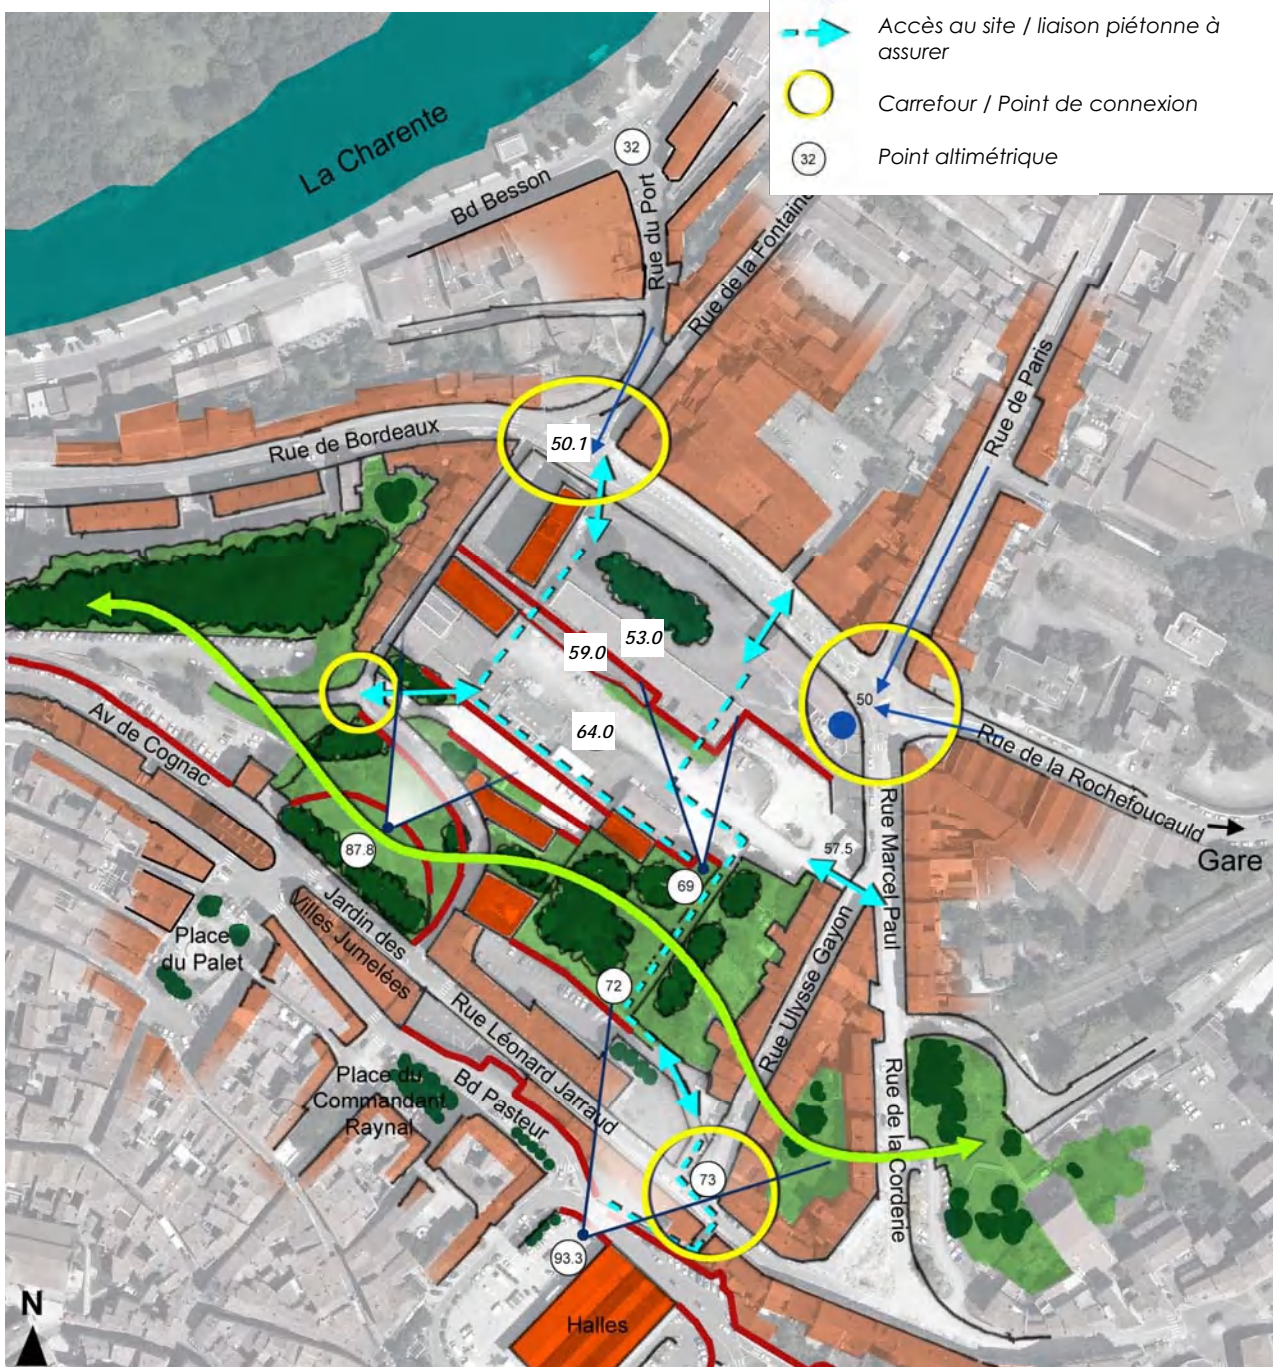 Accès au site / liaison piétonne à
assurer
Carrefour / Point de connexion
32
Point altimétrique
La Charente
32
Bd Besson
Rue du Port
Rue de la Fontaine
Rue de Paris
Rue de Bordeaux
50.1
53.0
59.0
64.0
50
Av de Cognac
Rue de la Rochefoucauld
Gare
Rue Marcel Paul
57.5
87.8
69
Jardin des
Villes Jumelées
Place
du Palet
72
Rue Ulysse Gayon
Rue Léonard Jarraud
Place du
Commandant
Raynal
Bd Pasteur
Rue de la Corderie
73
93.3
N
Halles